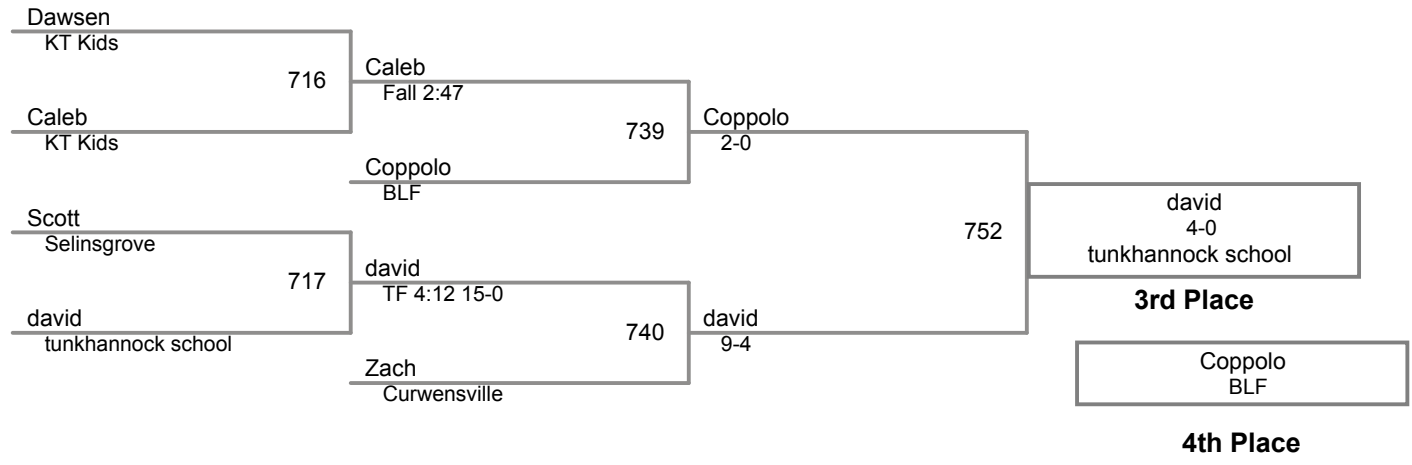 Dawsen
KT Kids
716
Caleb
Fall 2:47
Caleb
KT Kids
739
Coppolo
2-0
Coppolo
BLF
Scott
Selinsgrove
752
david
4-0
tunkhannock school
717
david
TF 4:12 15-0
3rd Place
david
tunkhannock school
740
david
9-4
Zach
Curwensville
Coppolo
BLF
4th Place